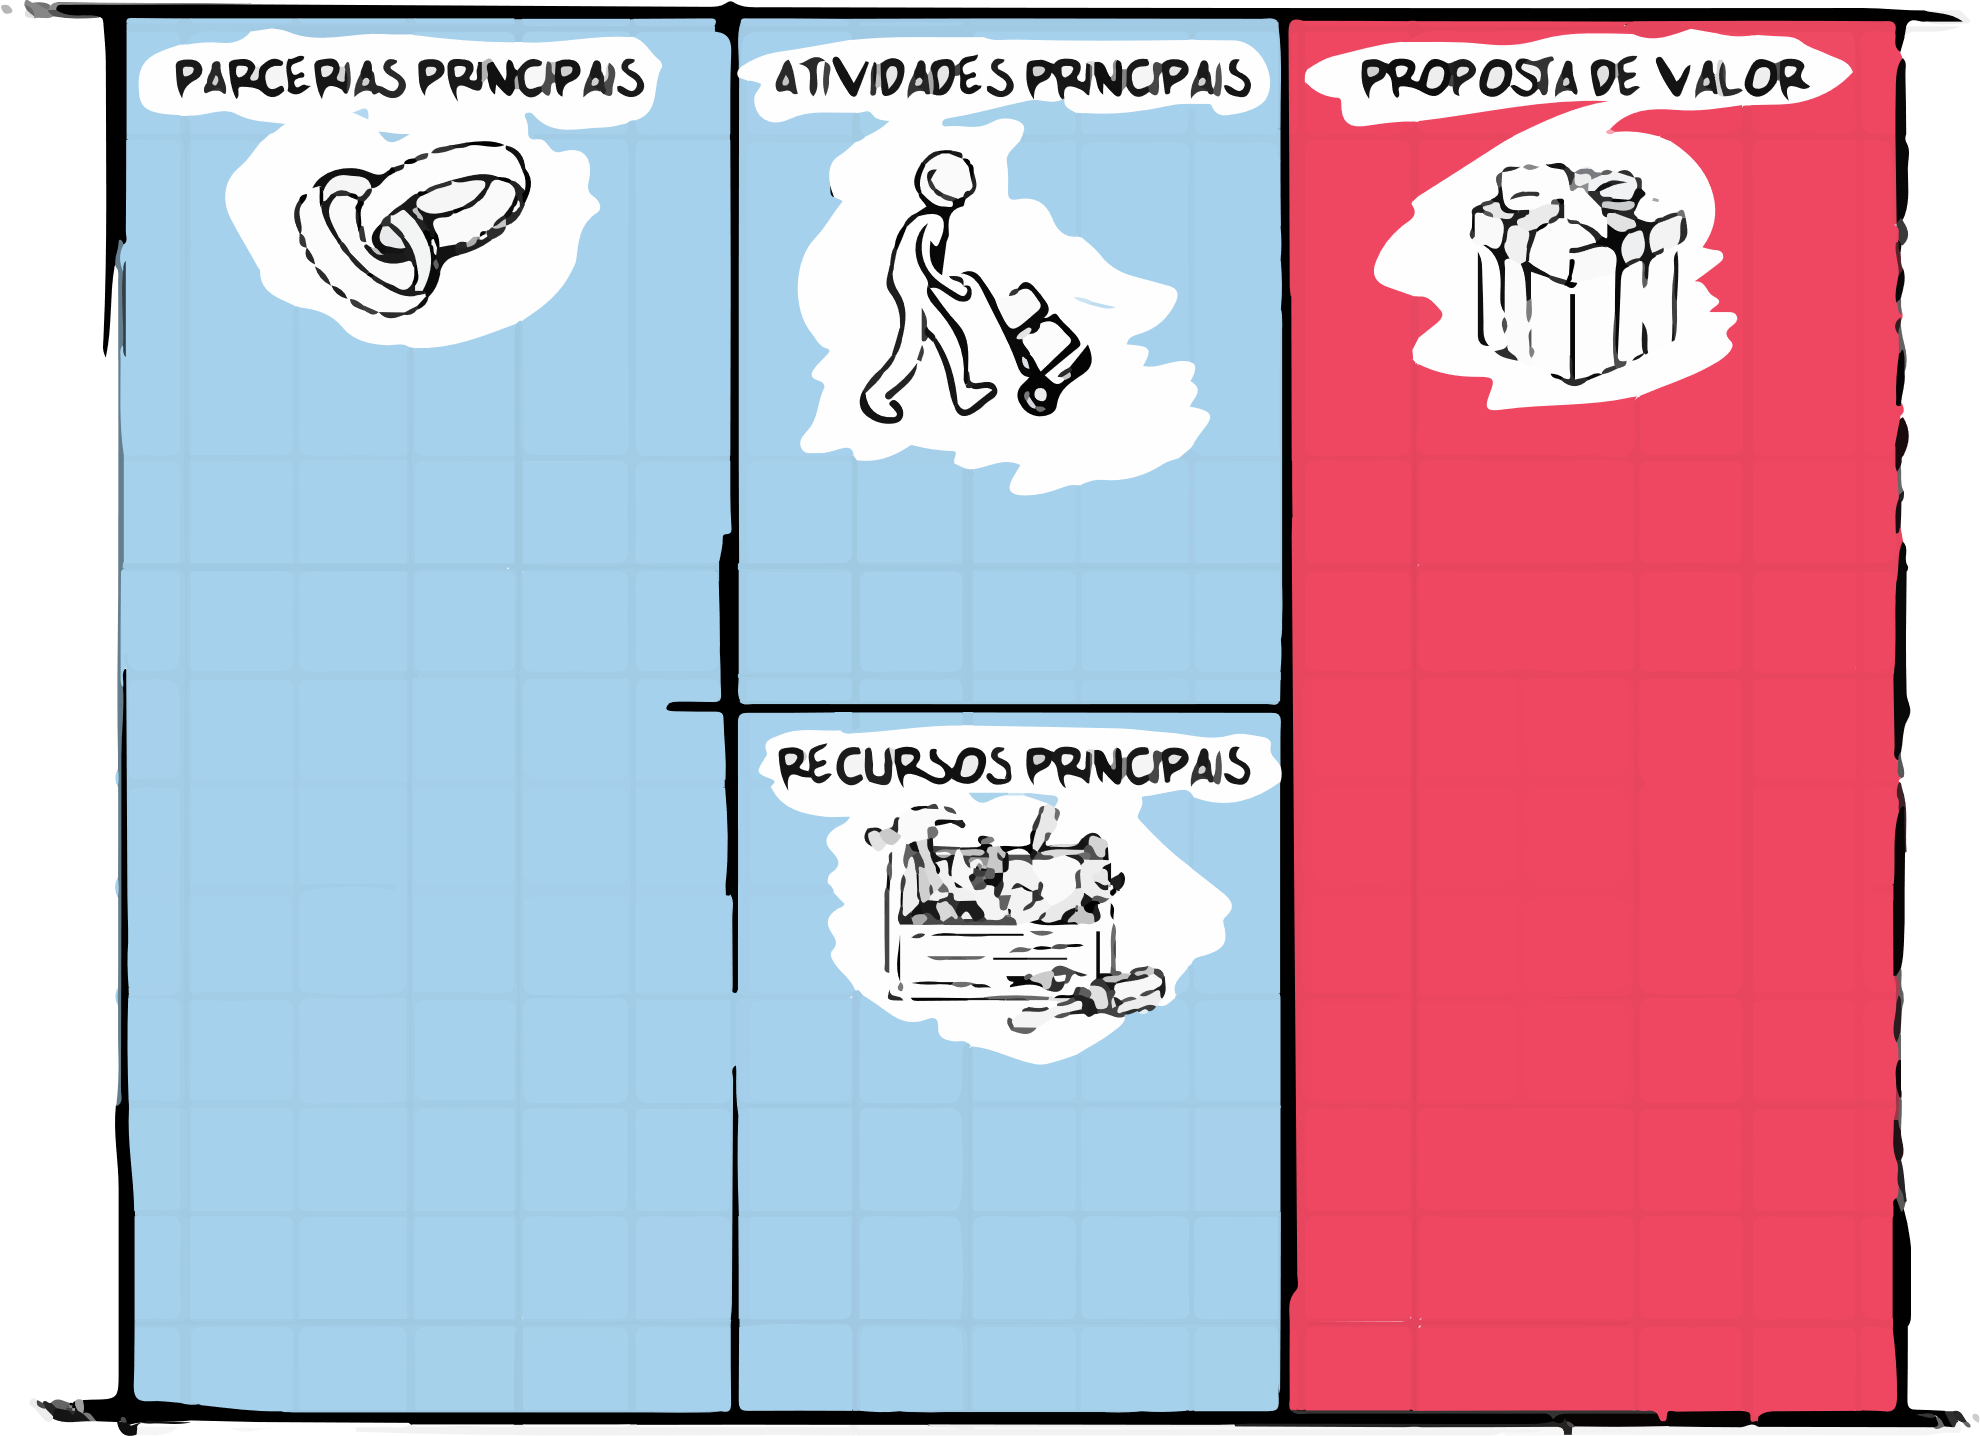 PARCERIAS PRINCIPAIS
ATIVIDADES PRINCIPAIS
PROPOSTA DE VALOR
RECURSOS PRINCIPAIS